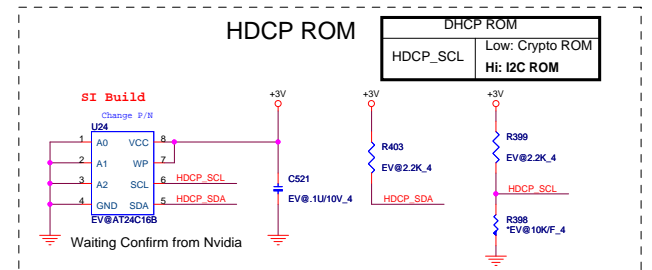 HDCP ROM
DHCP ROM
HDCP_SCL
Low: Crypto ROM
Hi: I2C ROM
SI Build
Change P/N
U24
1 A0 VCC 8
2 A1 WP 7
3 A2 SCL 6 HDCP_SCL
4 GND SDA 5 HDCP_SDA
EV@AT24C16B
Waiting Confirm from Nvidia
+3V
C521
EV@.1U/10V_4
+3V
R403
EV@2.2K_4
HDCP_SDA
+3V
R399
EV@2.2K_4
HDCP_SCL
R398
*EV@10K/F_4